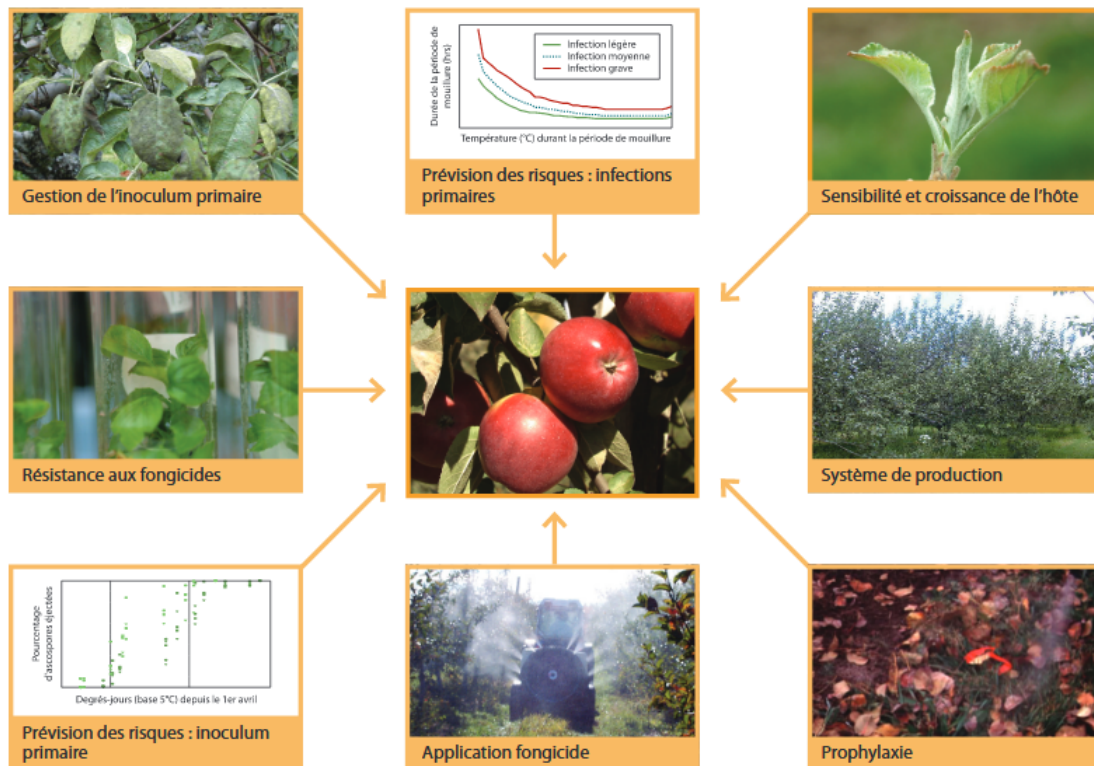 Durée de la période de
mouillure (hrs)
Infection légère
Infection moyenne
Infection grave
Température (°C) durant la période de mouillure
Gestion de l'inoculum primaire
Prévision des risques : infections
primaires
Sensibilité et croissance de l'hôte
Résistance aux fongicides
Système de production
Pourcentage
d'ascospores éjectées
Degrés-jours (base 5°C) depuis le 1er avril
Prévision des risques : inoculum
primaire
Application fongicide
Prophylaxie